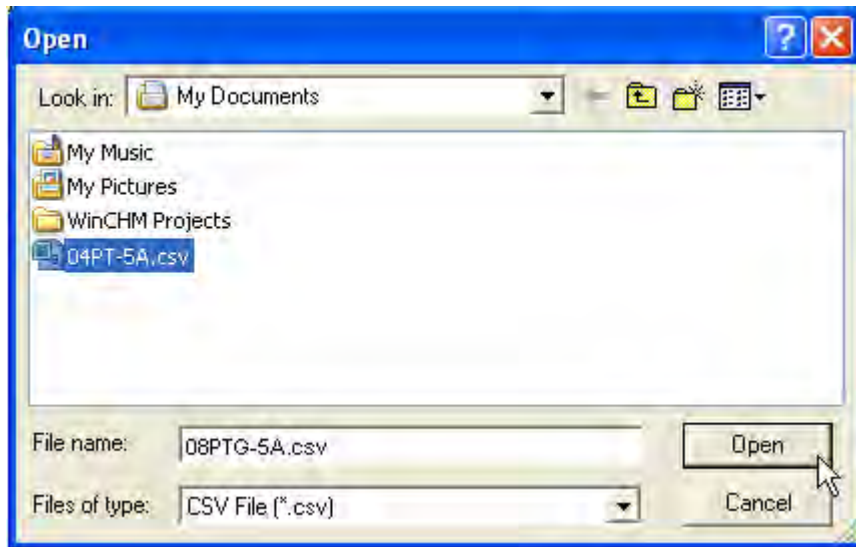 Open
Look in: My Documents
My Music
My Pictures
WinCHM Projects
04PT-5A.csv
File name: 08PTG-5A.csv Open
Files of type: CSV File (*.csv) Cancel